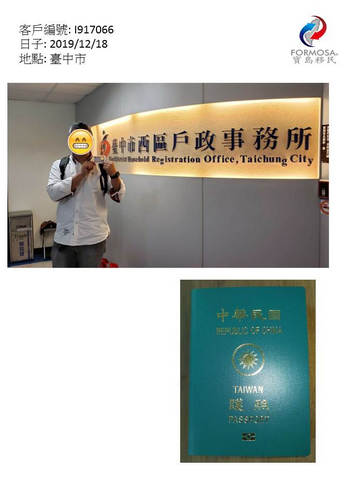 客戶編號: I917066
日子: 2019/12/18
地點: 臺中市
FORMOSA
寶島移民
臺中市西區戶政事務所
West District Household Registration Office, Taichung City
中華民國
REPUBLIC OF CHINA
TAIWAN
護照
PASSPORT